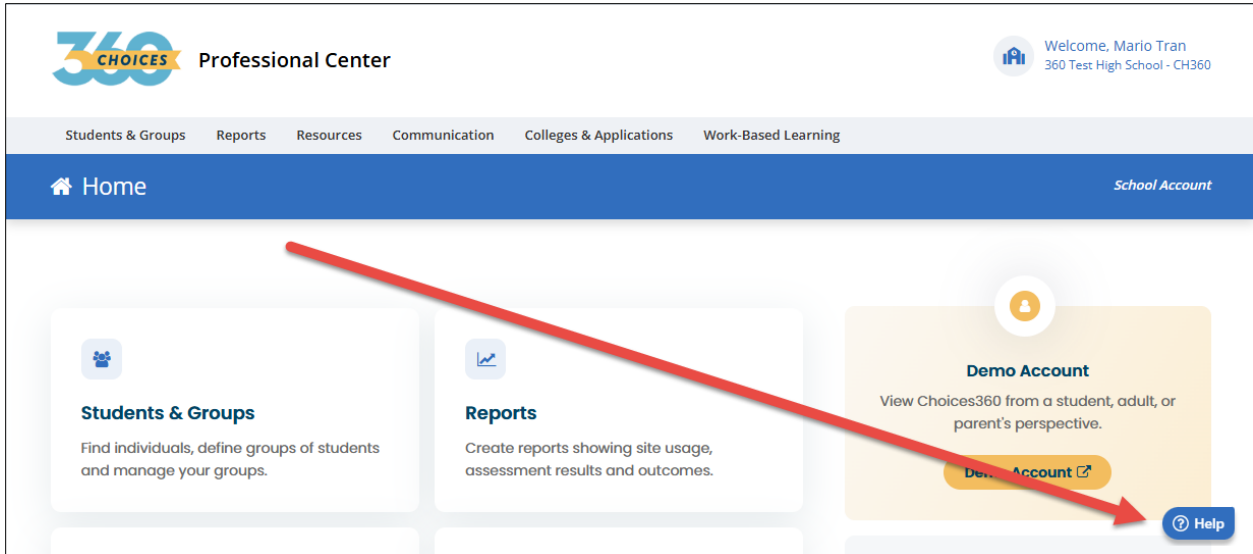 360
CHOICES
Professional Center
Welcome, Mario Tran
360 Test High School - CH360
Students & Groups Reports Resources Communication Colleges & Applications Work-Based Learning
Home
School Account
Students & Groups
Find individuals, define groups of students
and manage your groups.
Reports
Create reports showing site usage,
assessment results and outcomes.
Demo Account
View Choices360 from a student, adult, or
parent's perspective.
Demo Account
Help